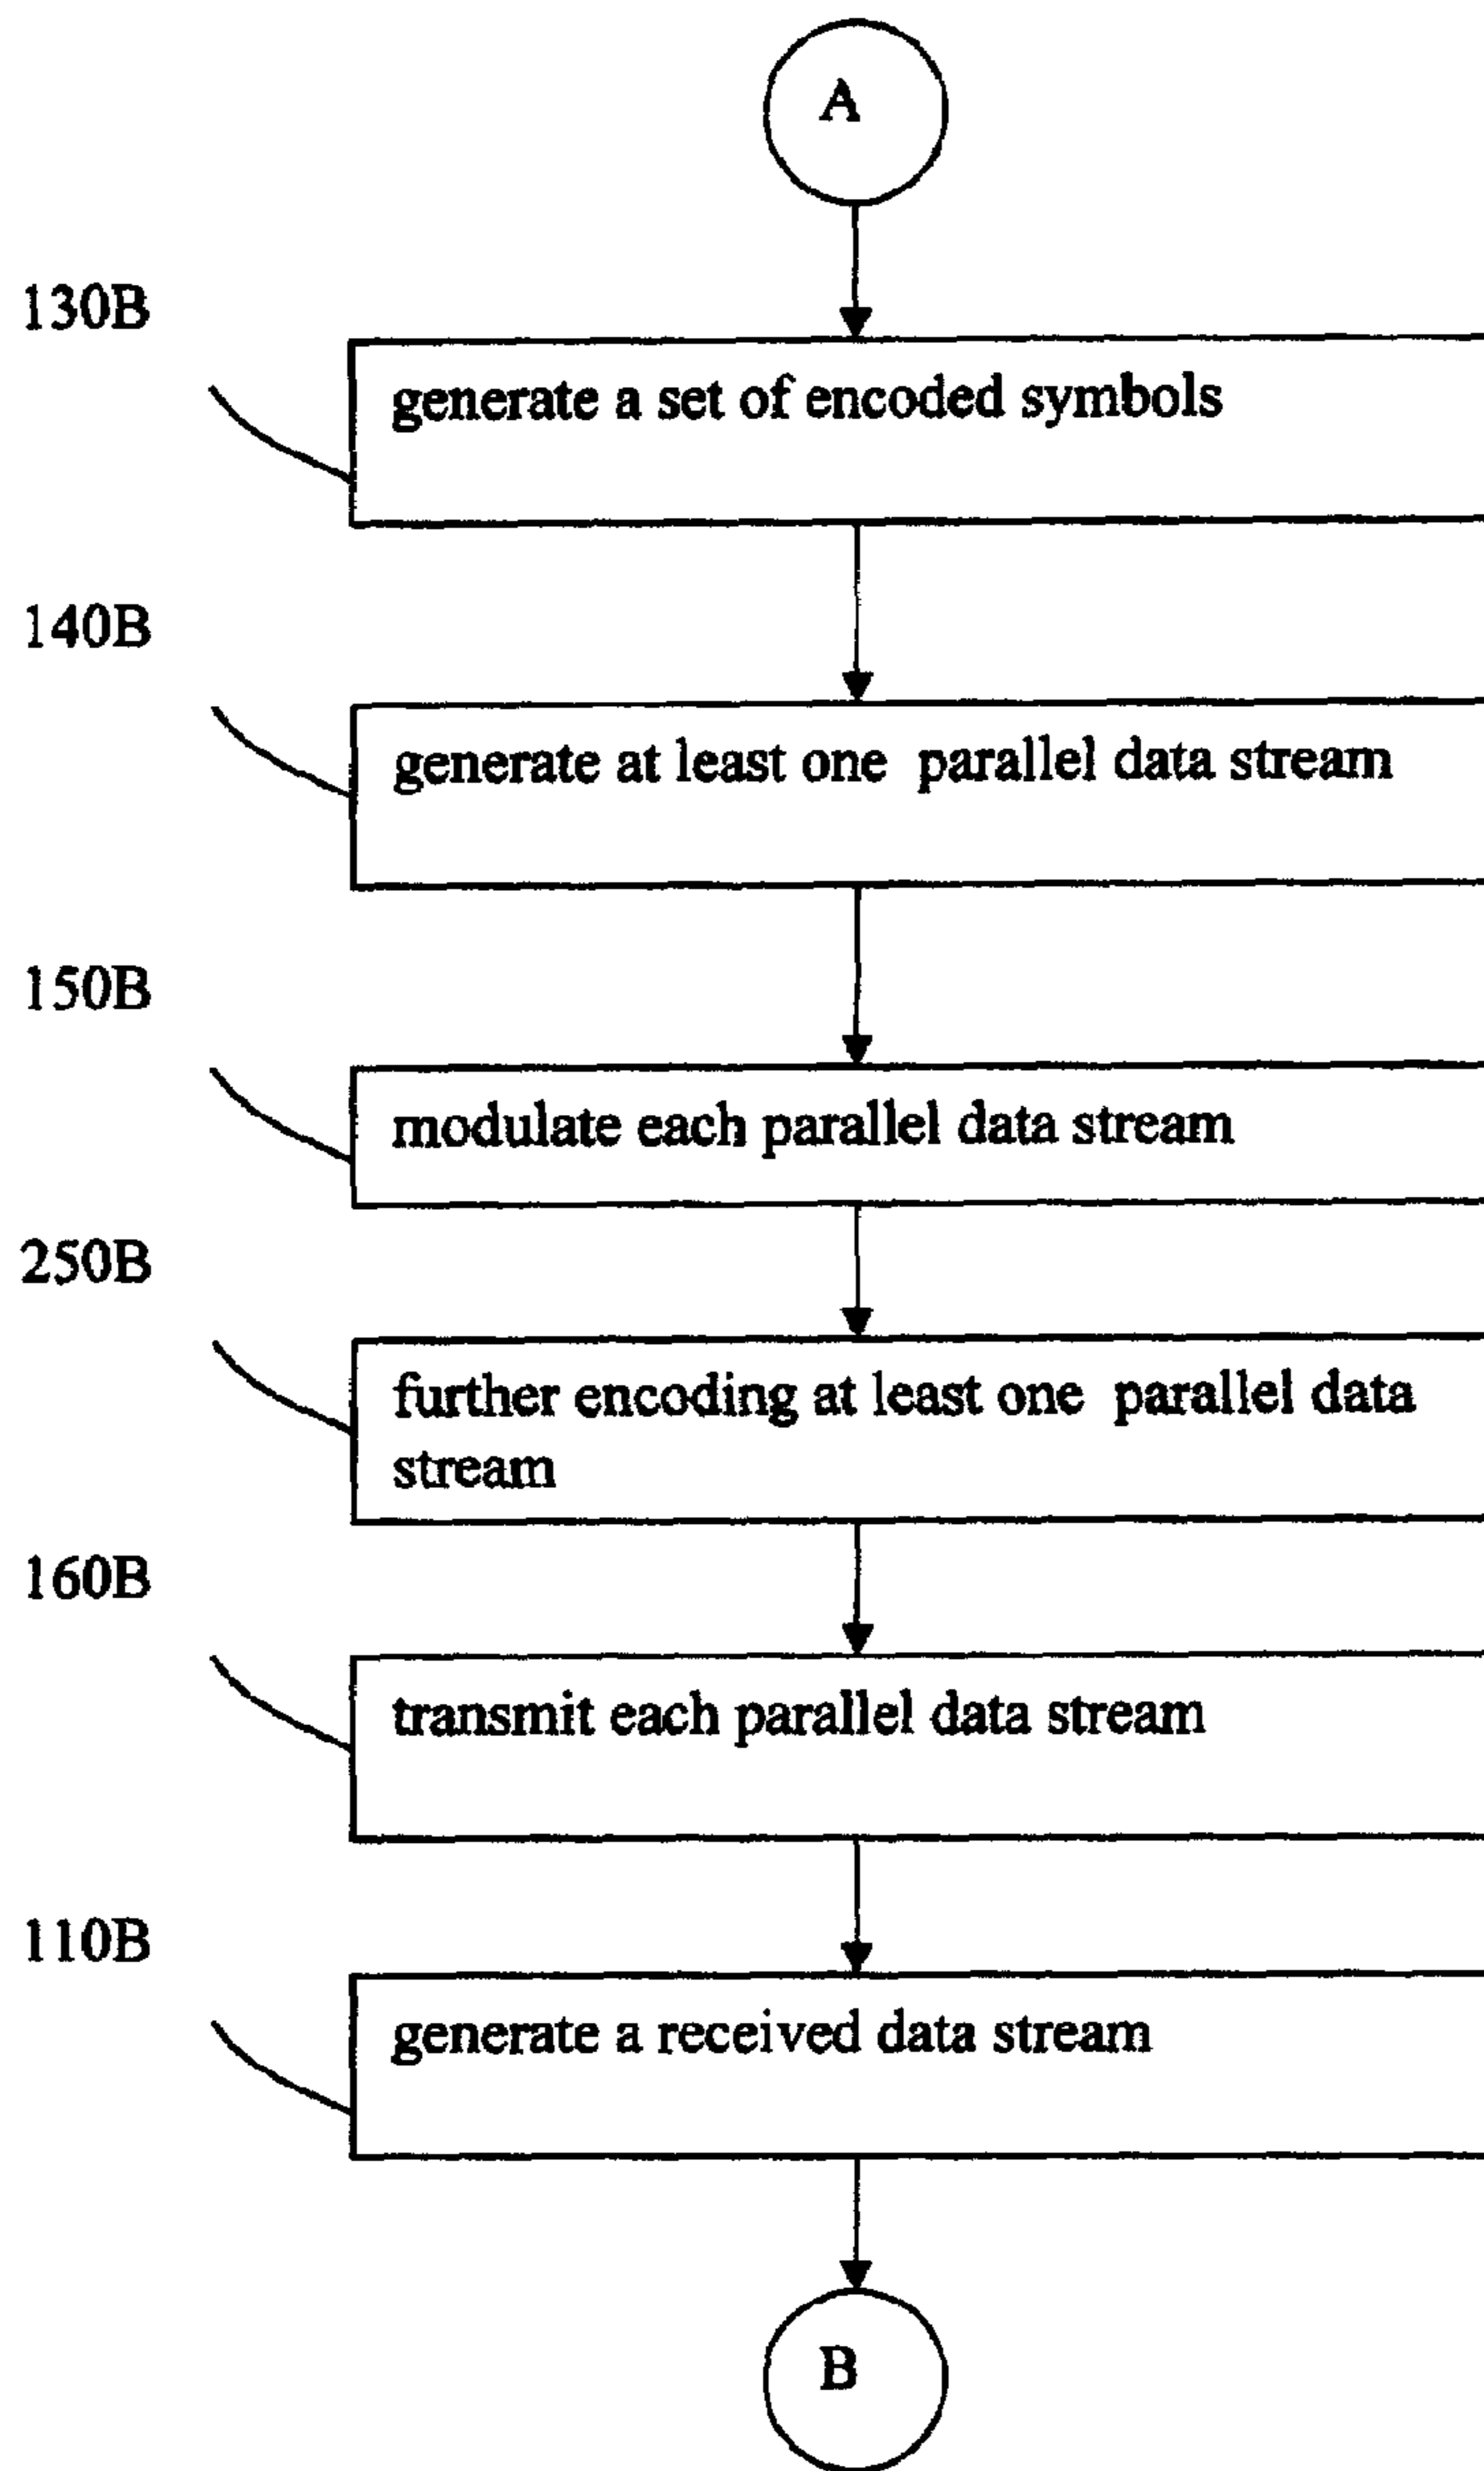 A
130B
generate a set of encoded symbols
140B
generate at least one parallel data stream
150B
modulate each parallel data stream
250B
further encoding at least one parallel data
stream
160B
transmit each parallel data stream
110B
generate a received data stream
B